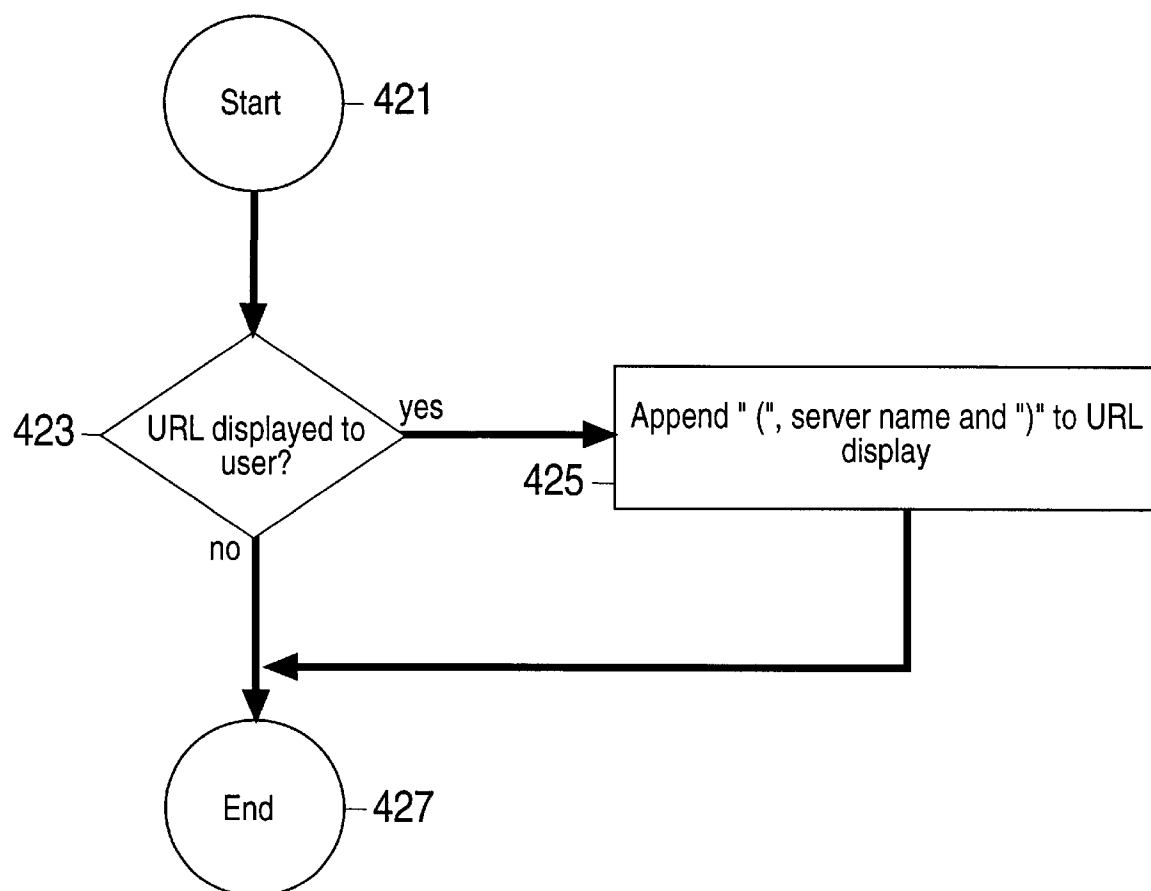 Start
421
423
URL displayed to
user?
yes
no
Append " (", server name and ")" to URL
display
425
End
427